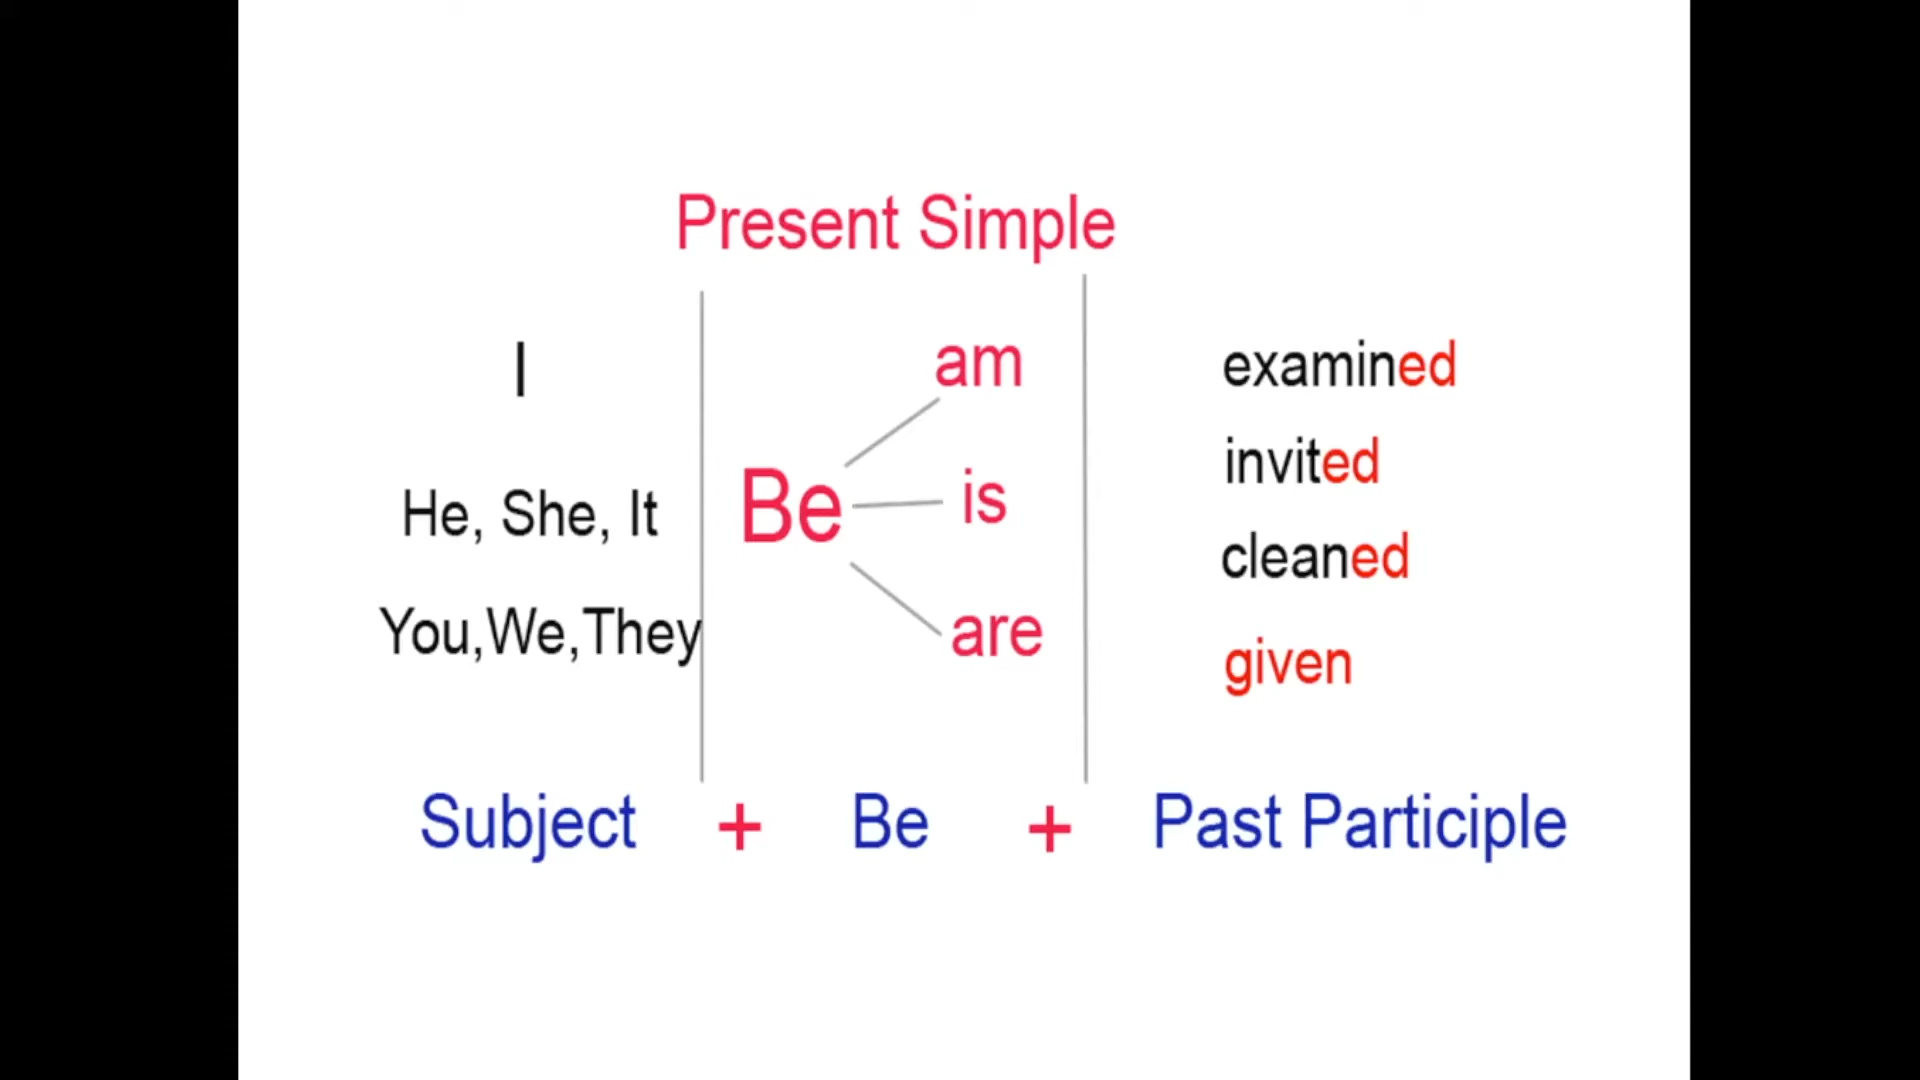 Present Simple
I
am
examined
invited
He, She, It
Be
is
cleaned
You,We,They
are
given
Subject + Be + Past Participle